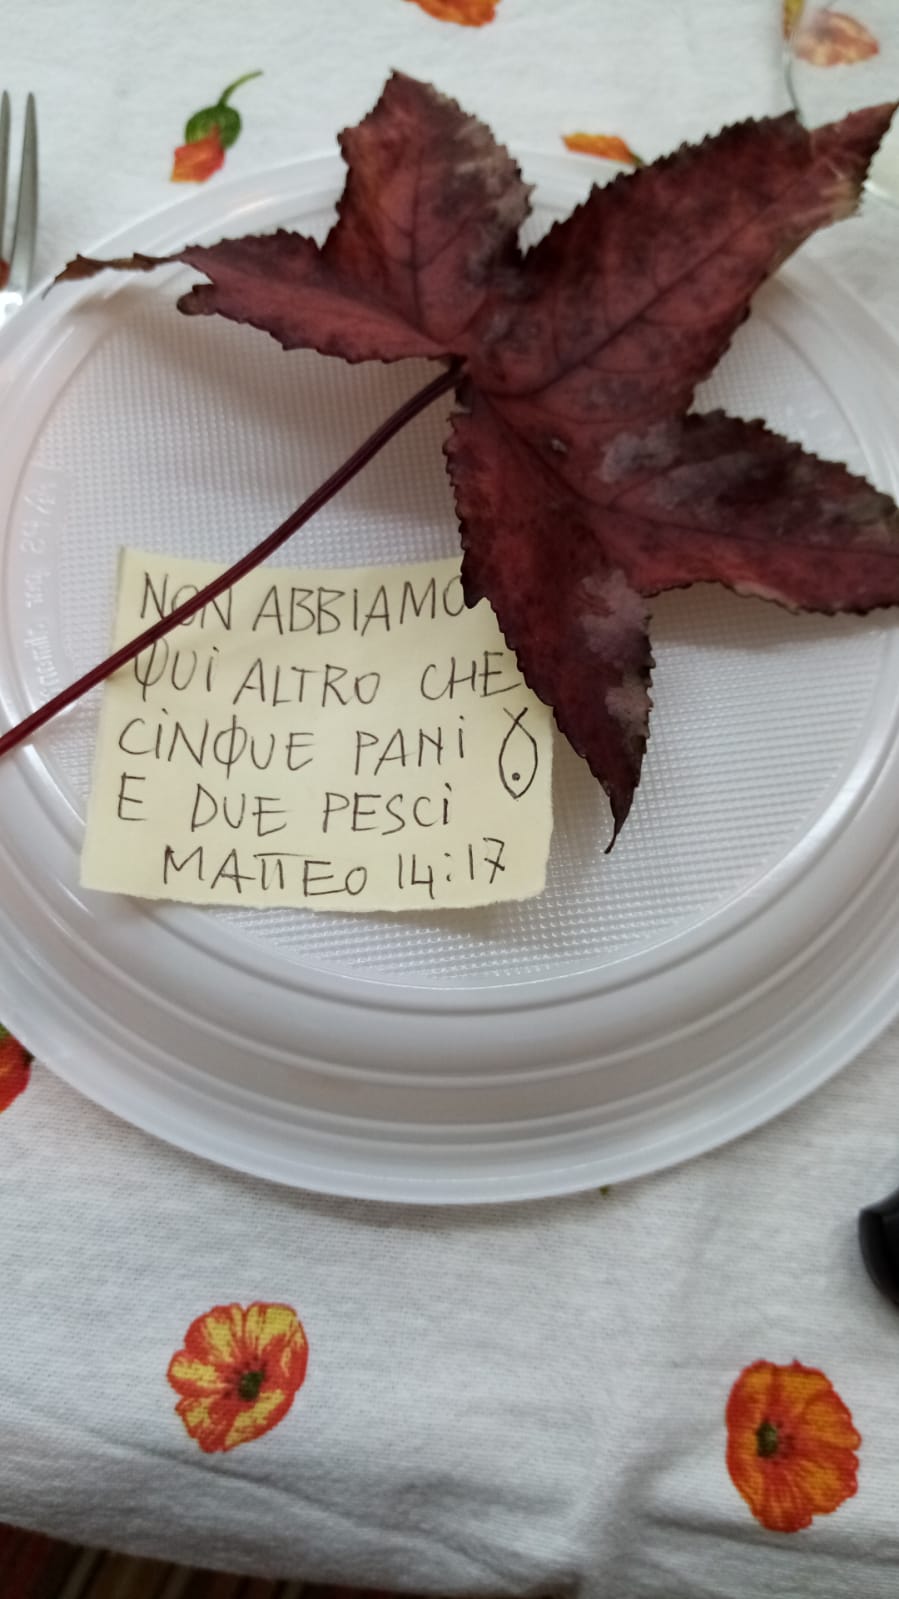 NON ABBIAMO
QUi ALTRO CHE
CiNQUE PANi
E DUE PESCi
MATTEO 14:17